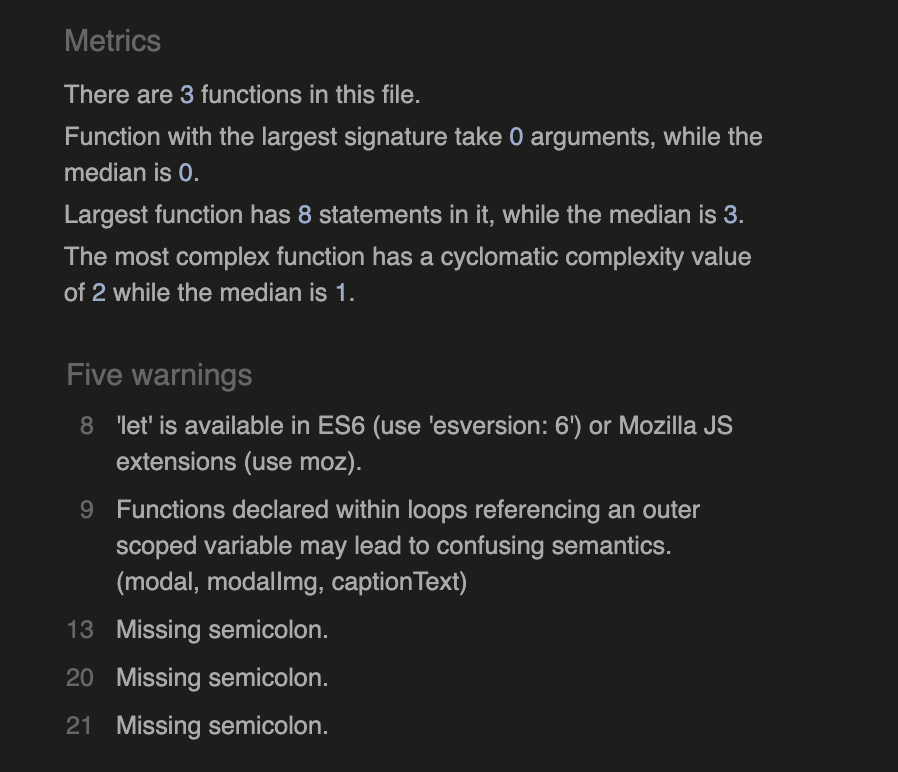 Metrics
There are 3 functions in this file.
Function with the largest signature take 0 arguments, while the
median is 0.
Largest function has 8 statements in it, while the median is 3.
The most complex function has a cyclomatic complexity value
of 2 while the median is 1.
Five warnings
8 'let' is available in ES6 (use 'esversion: 6') or Mozilla JS
extensions (use moz).
9 Functions declared within loops referencing an outer
scoped variable may lead to confusing semantics.
(modal, modalImg, captionText)
13 Missing semicolon.
20 Missing semicolon.
21 Missing semicolon.